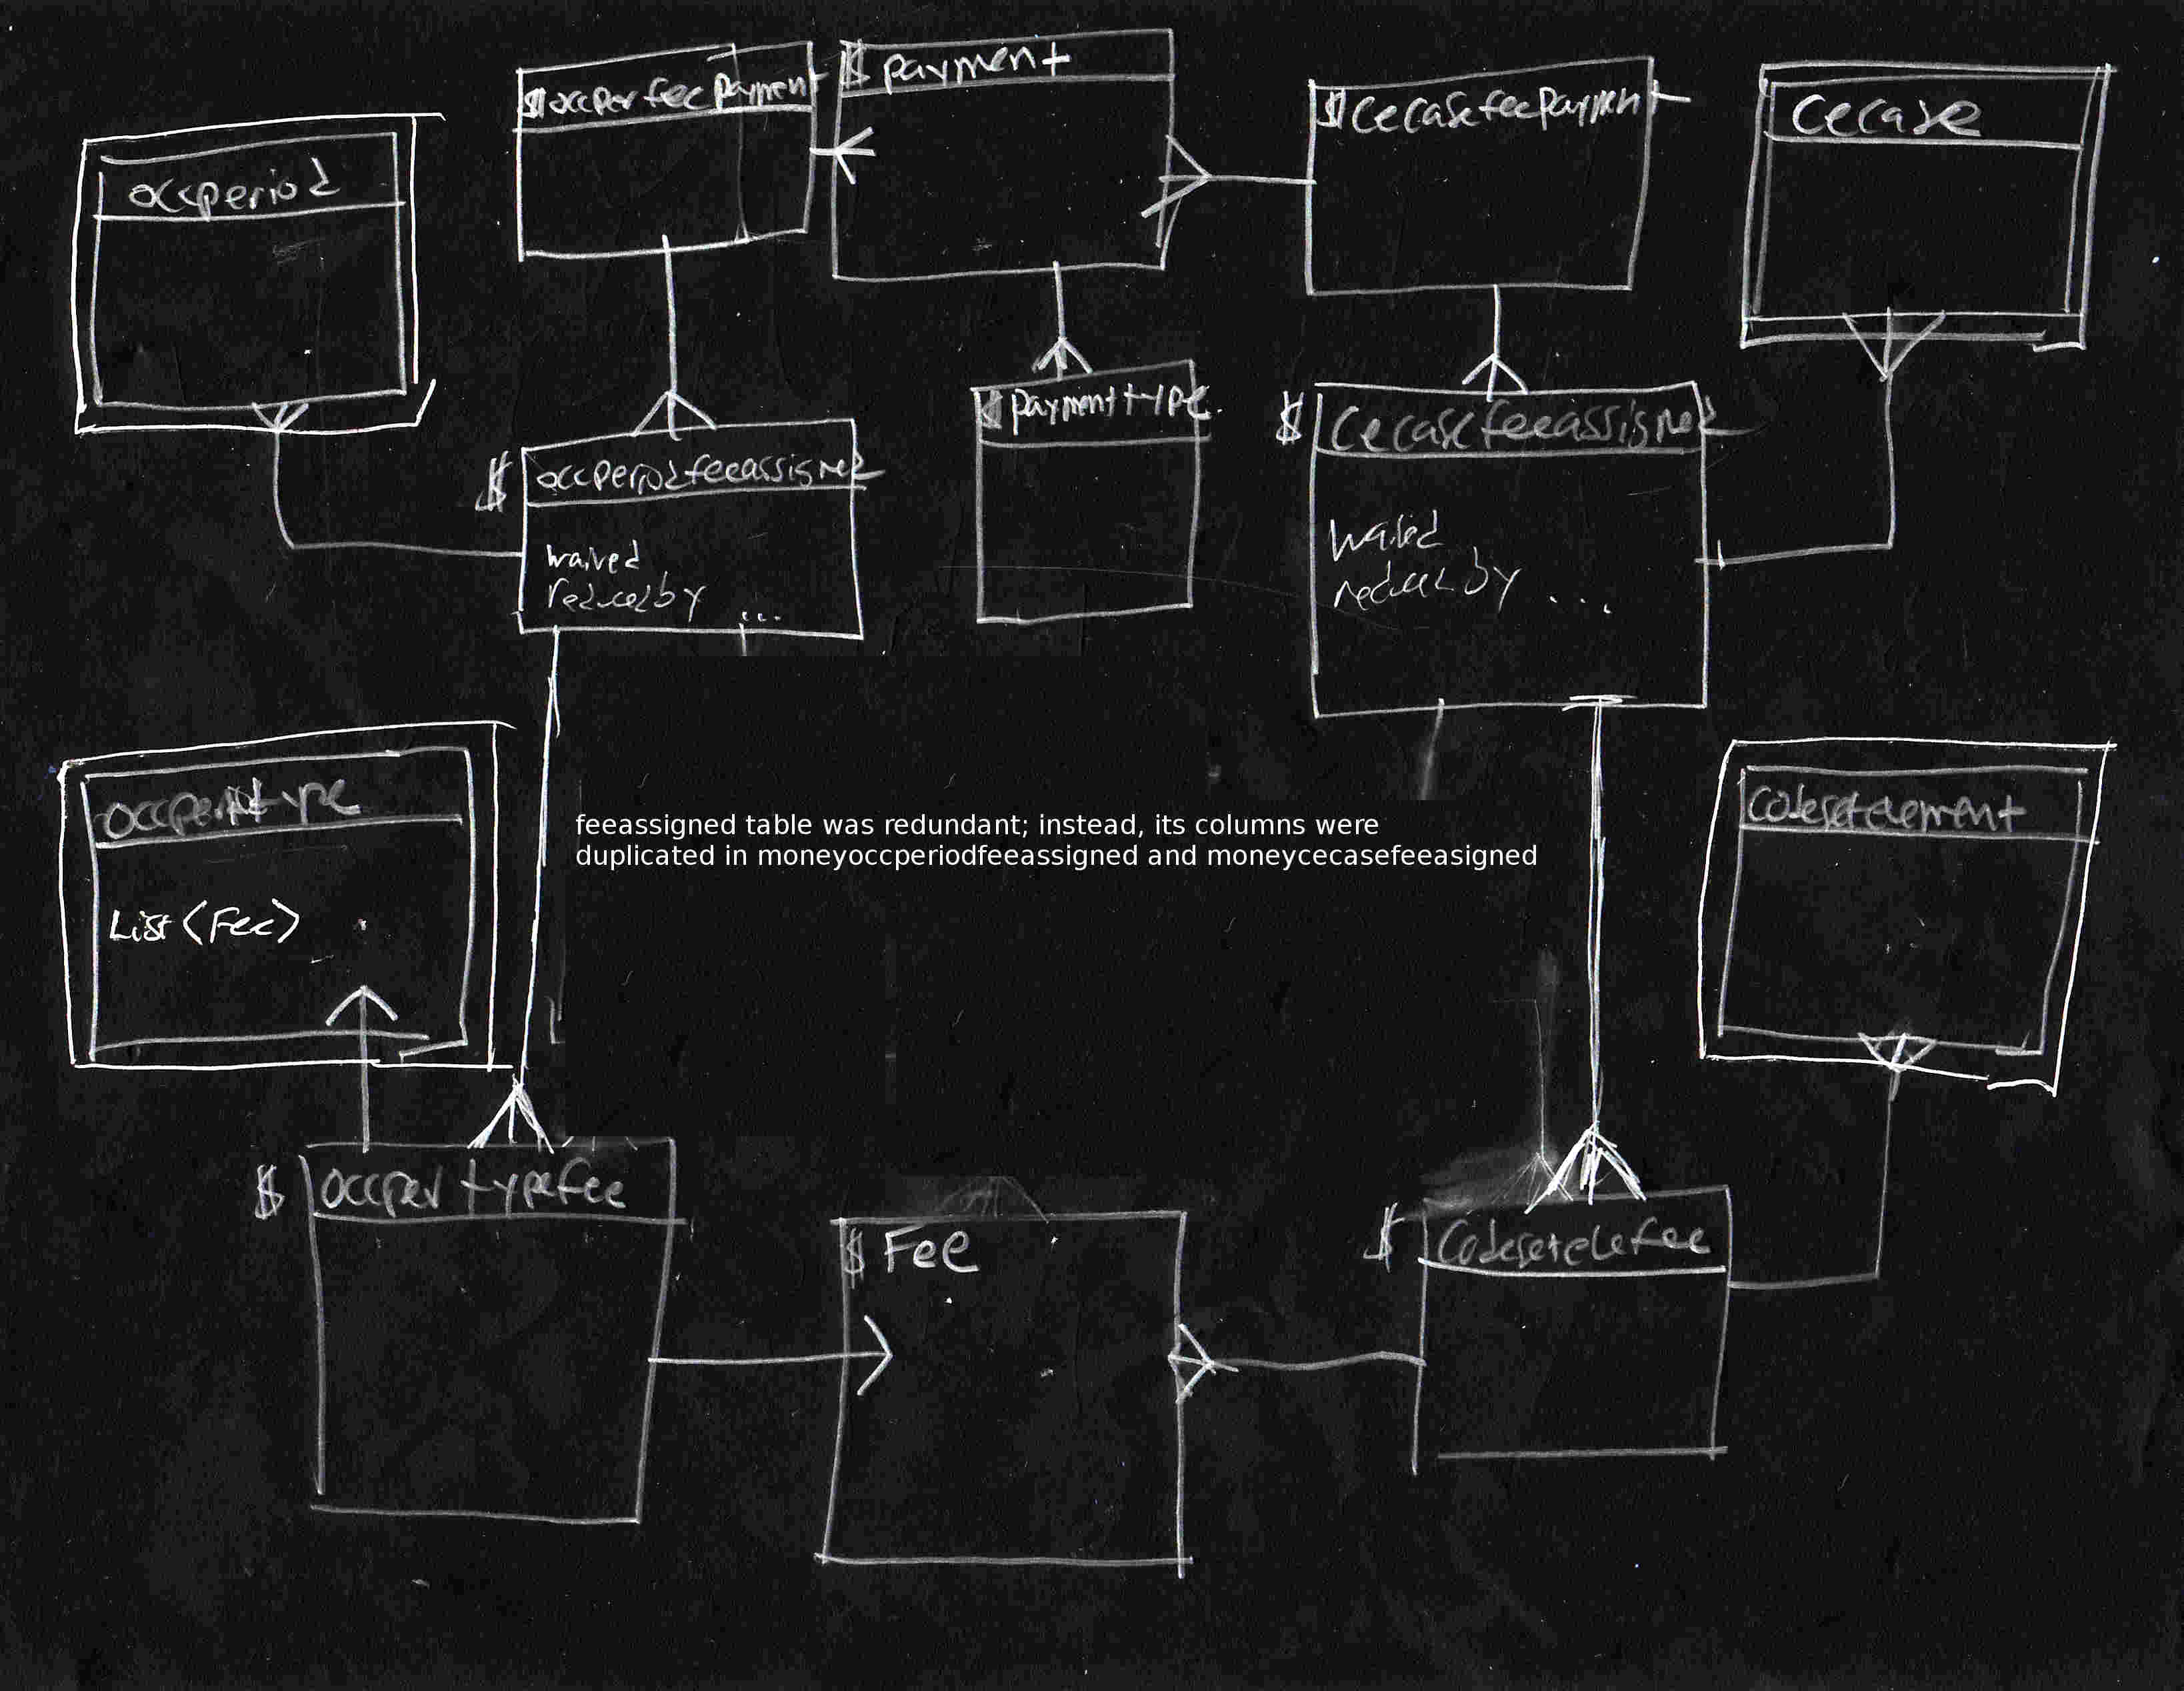 $ payment
$ occperfeepayment
$ cecasefeepayment
cecase
occperiod
$ paymenttype
$ cecasefeeassigned
$ occperiodfeeassigned
waived
reducedby ...
waived
reducedby ...
occperiodtype
codesetelement
feeassigned table was redundant; instead, its columns were
duplicated in moneyoccperiodfeeassigned and moneycecasefeeasigned
List<Fee>
$ occpertypefee
$ Fee
$ Codesetelefee